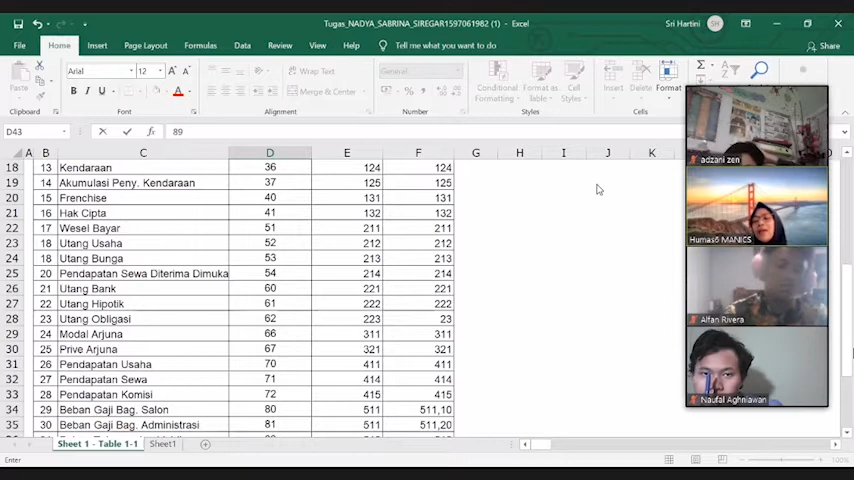 Tugas_NADYA_SABRINA_SIREGAR1597061982 (1) - Excel
Sri Hartini SH
File Home Insert Page Layout Formulas Data Review View Help Tell me what you want to do Share
Arial 12 Wrap Text General
Paste B I U Merge & Center Conditional Formatting Format as Table Cell Styles Insert Delete Format
Clipboard Font Alignment Number Styles Cells
D43 fx 89
A B C D E F G H I J K
18 13 Kendaraan 36 124 124
19 14 Akumulasi Peny. Kendaraan 37 125 125
20 15 Frenchise 40 131 131
21 16 Hak Cipta 41 132 132
22 17 Wesel Bayar 51 211 211
23 18 Utang Usaha 52 212 212
24 18 Utang Bunga 53 213 213
25 20 Pendapatan Sewa Diterima Dimuka 54 214 214
26 21 Utang Bank 60 221 221
27 22 Utang Hipotik 61 222 222
28 23 Utang Obligasi 62 223 23
29 24 Modal Arjuna 66 311 311
30 25 Prive Arjuna 67 321 321
31 26 Pendapatan Usaha 70 411 411
32 27 Pendapatan Sewa 71 414 414
33 28 Pendapatan Komisi 72 415 415
34 29 Beban Gaji Bag. Salon 80 511 511,10
35 30 Beban Gaji Bag. Administrasi 81 511 511,20
Sheet 1 - Table 1-1 Sheet1
Enter 100%
adzani zen
Humas6 MANICS
Alfan Rivera
Naufal Aghniawan